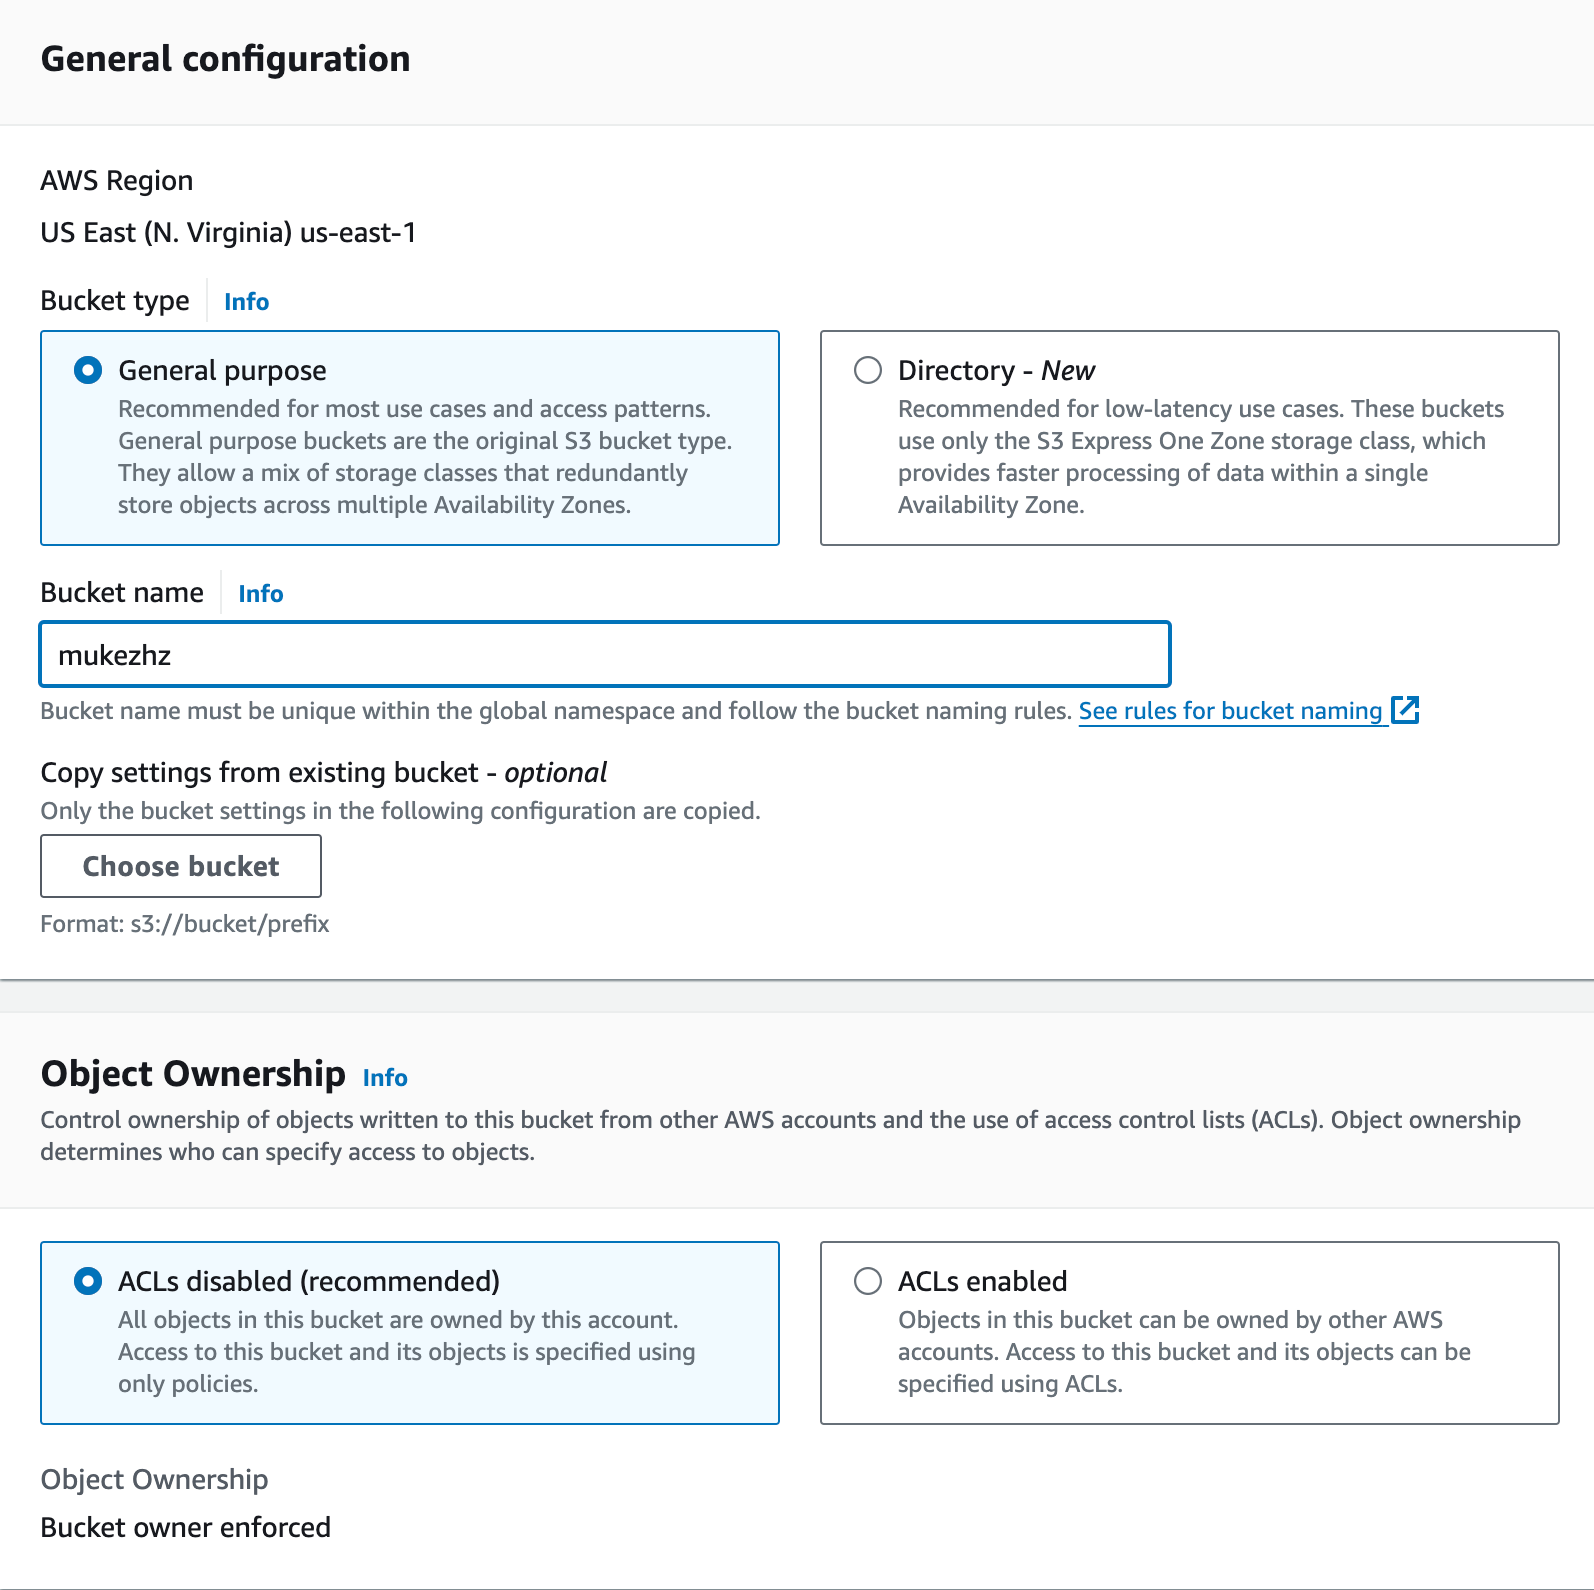 General configuration
AWS Region
US East (N. Virginia) us-east-1
Bucket type Info
General purpose
Recommended for most use cases and access patterns.
General purpose buckets are the original S3 bucket type.
They allow a mix of storage classes that redundantly
store objects across multiple Availability Zones.
Directory - New
Recommended for low-latency use cases. These buckets
use only the S3 Express One Zone storage class, which
provides faster processing of data within a single
Availability Zone.
Bucket name Info
mukezhz
Bucket name must be unique within the global namespace and follow the bucket naming rules. See rules for bucket naming
Copy settings from existing bucket - optional
Only the bucket settings in the following configuration are copied.
Choose bucket
Format: s3://bucket/prefix
Object Ownership Info
Control ownership of objects written to this bucket from other AWS accounts and the use of access control lists (ACLs). Object ownership
determines who can specify access to objects.
ACLs disabled (recommended)
All objects in this bucket are owned by this account.
Access to this bucket and its objects is specified using
only policies.
ACLs enabled
Objects in this bucket can be owned by other AWS
accounts. Access to this bucket and its objects can be
specified using ACLs.
Object Ownership
Bucket owner enforced